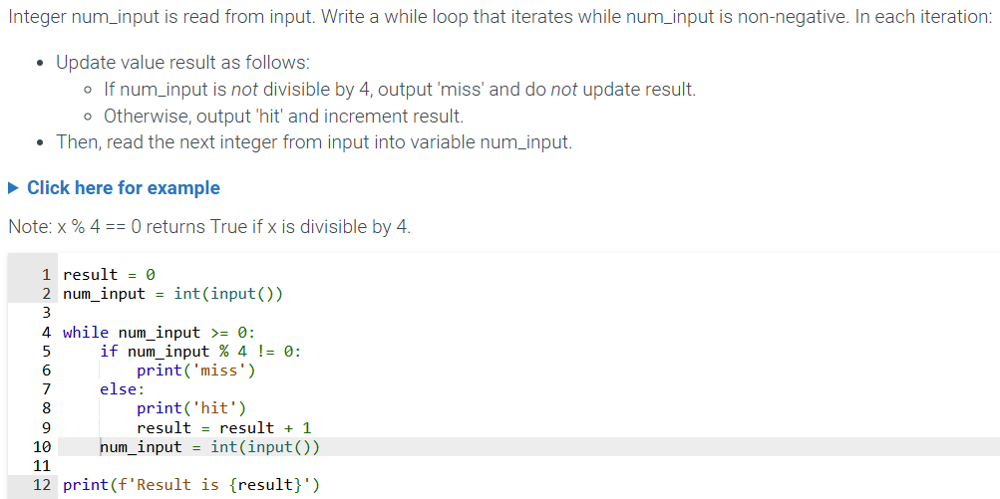 Integer num_input is read from input. Write a while loop that iterates while num_input is non-negative. In each iteration:
• Update value result as follows:
◦ If num_input is not divisible by 4, output 'miss' and do not update result.
◦ Otherwise, output 'hit' and increment result.
• Then, read the next integer from input into variable num_input.
▶ Click here for example
Note: x % 4 == 0 returns True if x is divisible by 4.
1 result = 0
2 num_input = int(input())
3
4 while num_input >= 0:
5     if num_input % 4 != 0:
6         print('miss')
7     else:
8         print('hit')
9         result = result + 1
10     num_input = int(input())
11
12 print(f'Result is {result}')